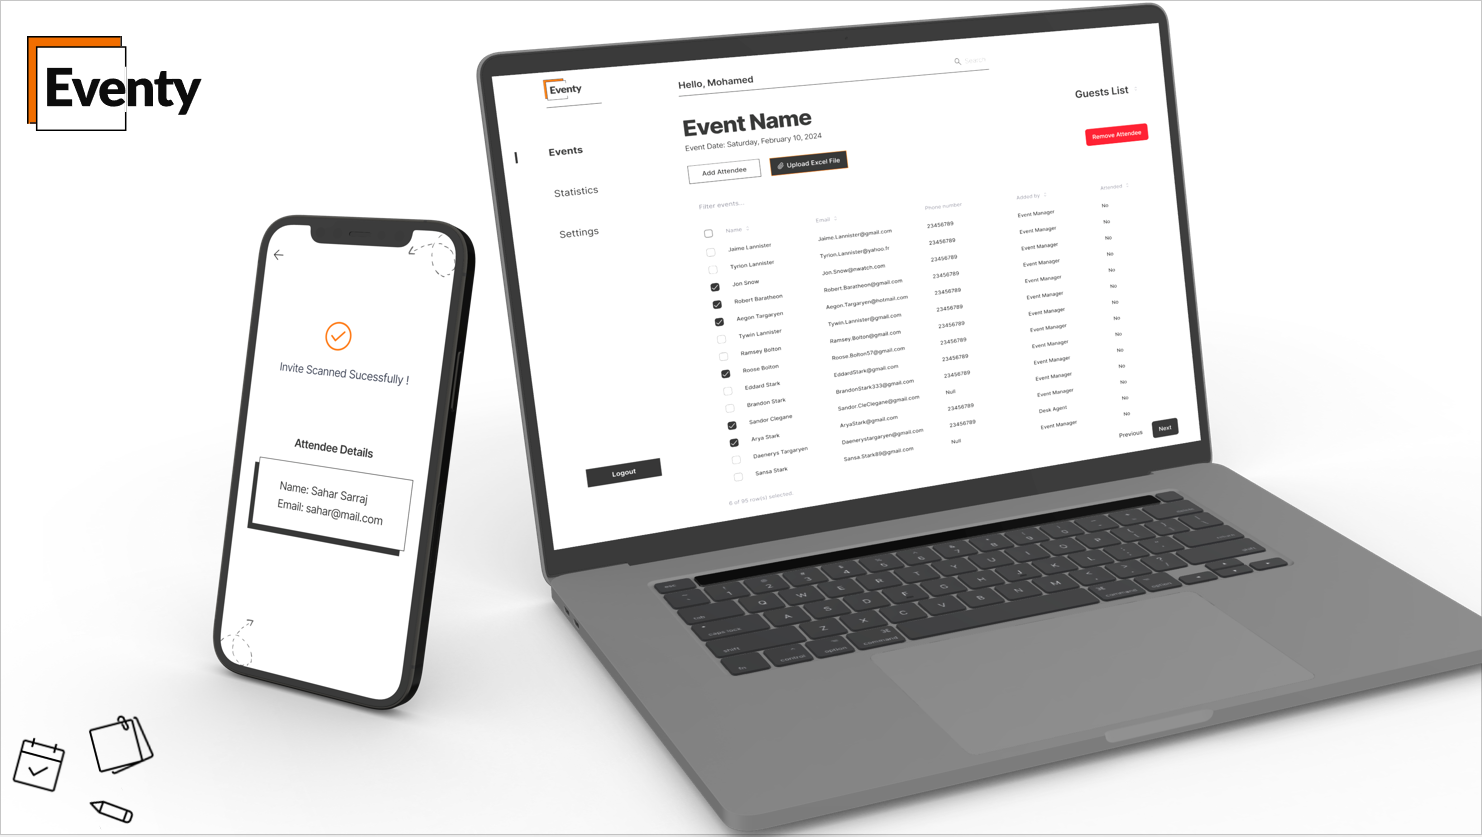 Eventy
Invite Scanned Sucessfully !
Attendee Details
Name: Sahar Sarraj
Email: sahar@mail.com
Eventy
Hello, Mohamed
Search
Events
Statistics
Settings
Logout
Event Name
Event Date: Saturday, February 10, 2024
Guests List
Add Attendee Upload Excel File Remove Attendee
Filter events...
Name Email Phone number Added by Attended
Jaime Lannister Jaime.Lannister@gmail.com 23456789 Event Manager No
Tyrion Lannister Tyrion.Lannister@yahoo.fr 23456789 Event Manager No
Jon Snow Jon.Snow@nwatch.com 23456789 Event Manager No
Robert Baratheon Robert.Baratheon@gmail.com 23456789 Event Manager No
Aegon Targaryen Aegon.Targaryen@hotmail.com 23456789 Event Manager No
Tywin Lannister Tywin.Lannister@gmail.com 23456789 Event Manager No
Ramsey Bolton Ramsey.Bolton@gmail.com 23456789 Event Manager No
Roose Bolton Roose.Bolton57@gmail.com 23456789 Event Manager No
Eddard Stark EddardStark@gmail.com 23456789 Event Manager No
Brandon Stark BrandonStark333@gmail.com 23456789 Event Manager No
Sandor Clegane Sandor.CleClegane@gmail.com Null Event Manager No
Arya Stark AryaStark@gmail.com 23456789 Event Manager No
Daenerys Targaryen Daenerystargaryen@gmail.com 23456789 Desk Agent No
Sansa Stark Sansa.Stark89@gmail.com Null Event Manager No
6 of 95 row(s) selected.
Previous Next